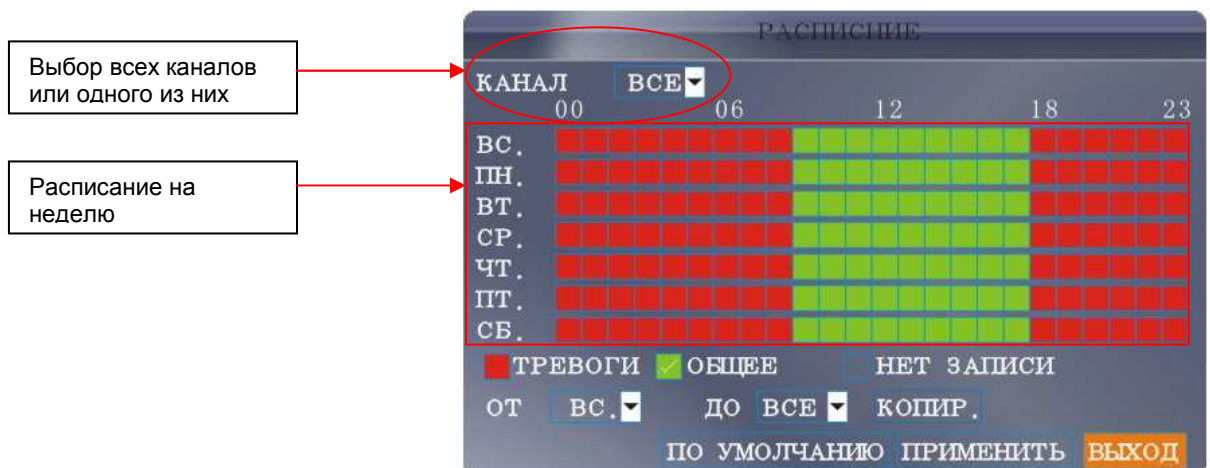 РАСПИСНИЕ
Выбор всех каналов
или одного из них
КАНАЛ ВСЕ
00 06 12 18 23
ВС.
ПН.
Расписание на
неделю
ВТ.
СР.
ЧТ.
ПТ.
СБ.
ТРЕВОГИ ОБЩЕЕ НЕТ ЗАПИСИ
ОТ ВС. ДО ВСЕ КОПИР.
ПО УМОЛЧАНИЮ ПРИМЕНИТЬ ВЫХОД